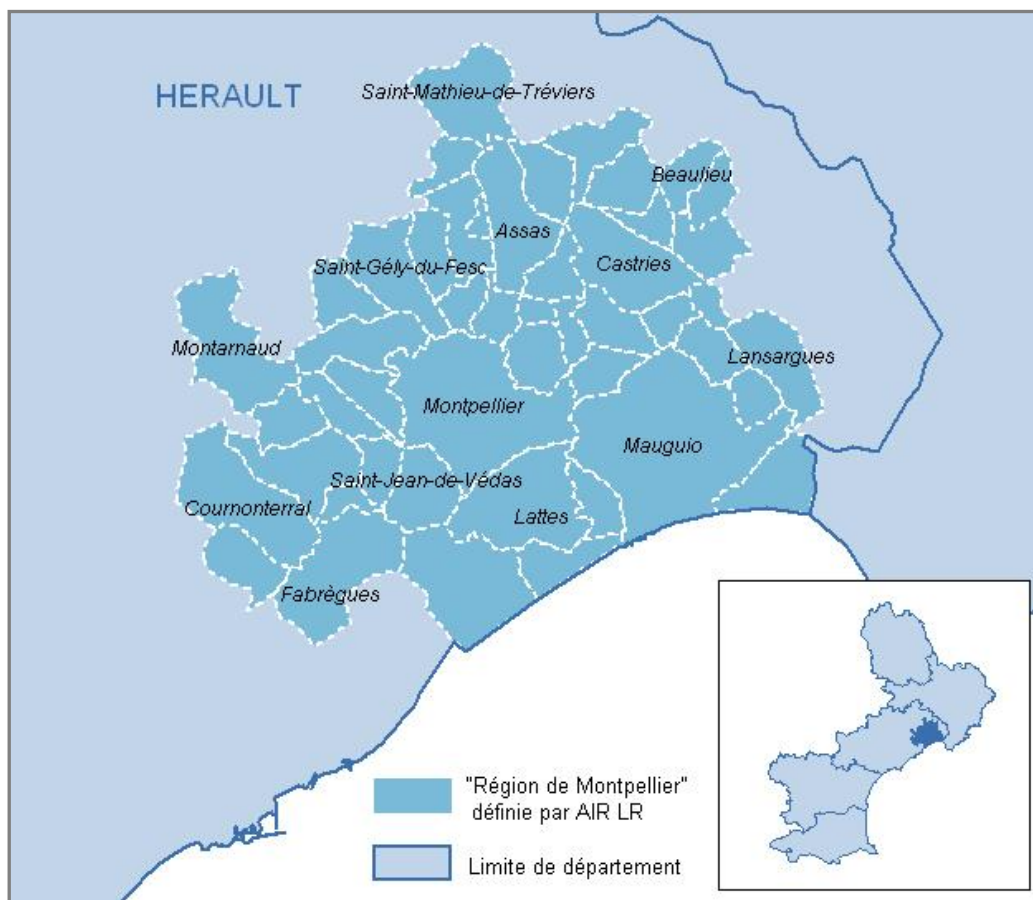 HERAULT
Saint-Mathieu-de-Tréviers
Beaulieu
Assas
Saint-Gély-du-Fesc
Castries
Montarnaud
Lansargues
Montpellier
Mauguio
Saint-Jean-de-Védas
Cournonterral
Lattes
Fabrègues
"Région de Montpellier"
définie par AIR LR
Limite de département